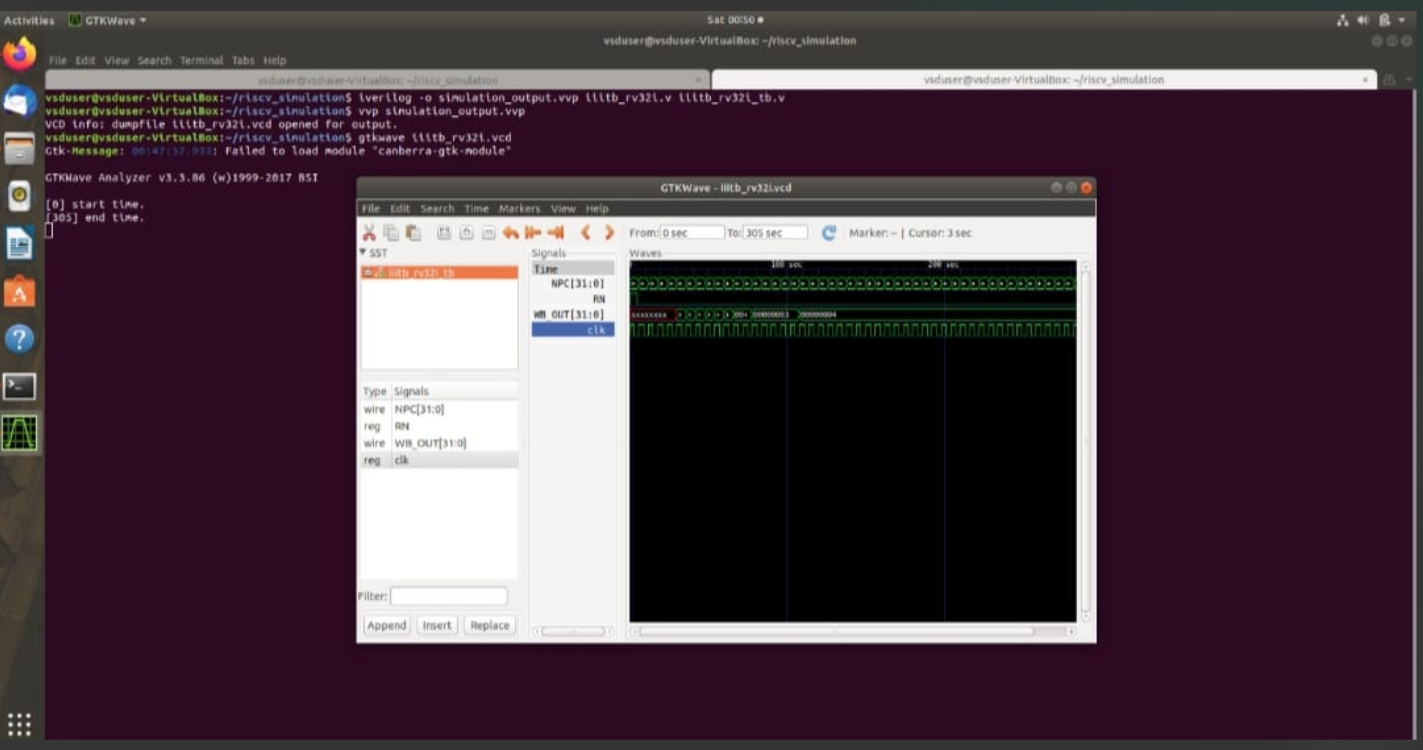 Activities GTKWave Sat 00:50
vsduser@vsduser-VirtualBox: ~/riscv_simulation
File Edit View Search Terminal Tabs Help
vsduser@vsduser-VirtualBox: ~/riscv_simulation vsduser@vsduser-VirtualBox: ~/riscv_simulation
vsduser@vsduser-VirtualBox:~/riscv_simulation$ iverilog -o simulation_output.vvp iiitb_rv32i.v iiitb_rv32i_tb.v
vsduser@vsduser-VirtualBox:~/riscv_simulation$ vvp simulation_output.vvp
VCD info: dumpfile iiitb_rv32i.vcd opened for output.
vsduser@vsduser-VirtualBox:~/riscv_simulation$ gtkwave iiitb_rv32i.vcd
Gtk-Message: 00:47:57.933: Failed to load module "canberra-gtk-module"
GTKWave Analyzer v3.3.86 (w)1999-2017 BSI
[0] start time.
[305] end time.
GTKWave - iiitb_rv32i.vcd
File Edit Search Time Markers View Help
From: 0 sec To: 305 sec Marker: -- | Cursor: 3 sec
SST
iiitb_rv32i_tb
Type Signals
wire NPC[31:0]
reg RN
wire WB_OUT[31:0]
reg clk
Filter:
Append Insert Replace
Signals
Time
NPC[31:0]
RN
WB_OUT[31:0]
clk
Waves
100 sec 200 sec
xxxxxxxx 00+ 00000003 00000004